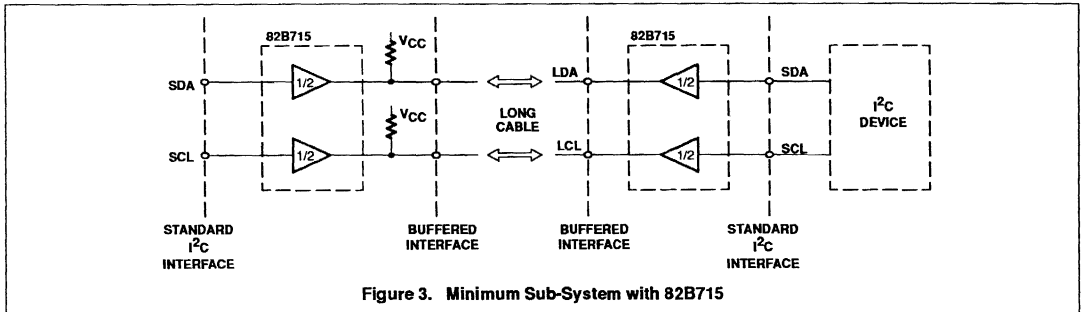 82B715
VCC
SDA
1/2
VCC
SCL
1/2
LONG
CABLE
82B715
LDA
1/2
SDA
LCL
1/2
SCL
I2C
DEVICE
STANDARD
I2C
INTERFACE
BUFFERED
INTERFACE
BUFFERED
INTERFACE
STANDARD
I2C
INTERFACE
Figure 3. Minimum Sub-System with 82B715